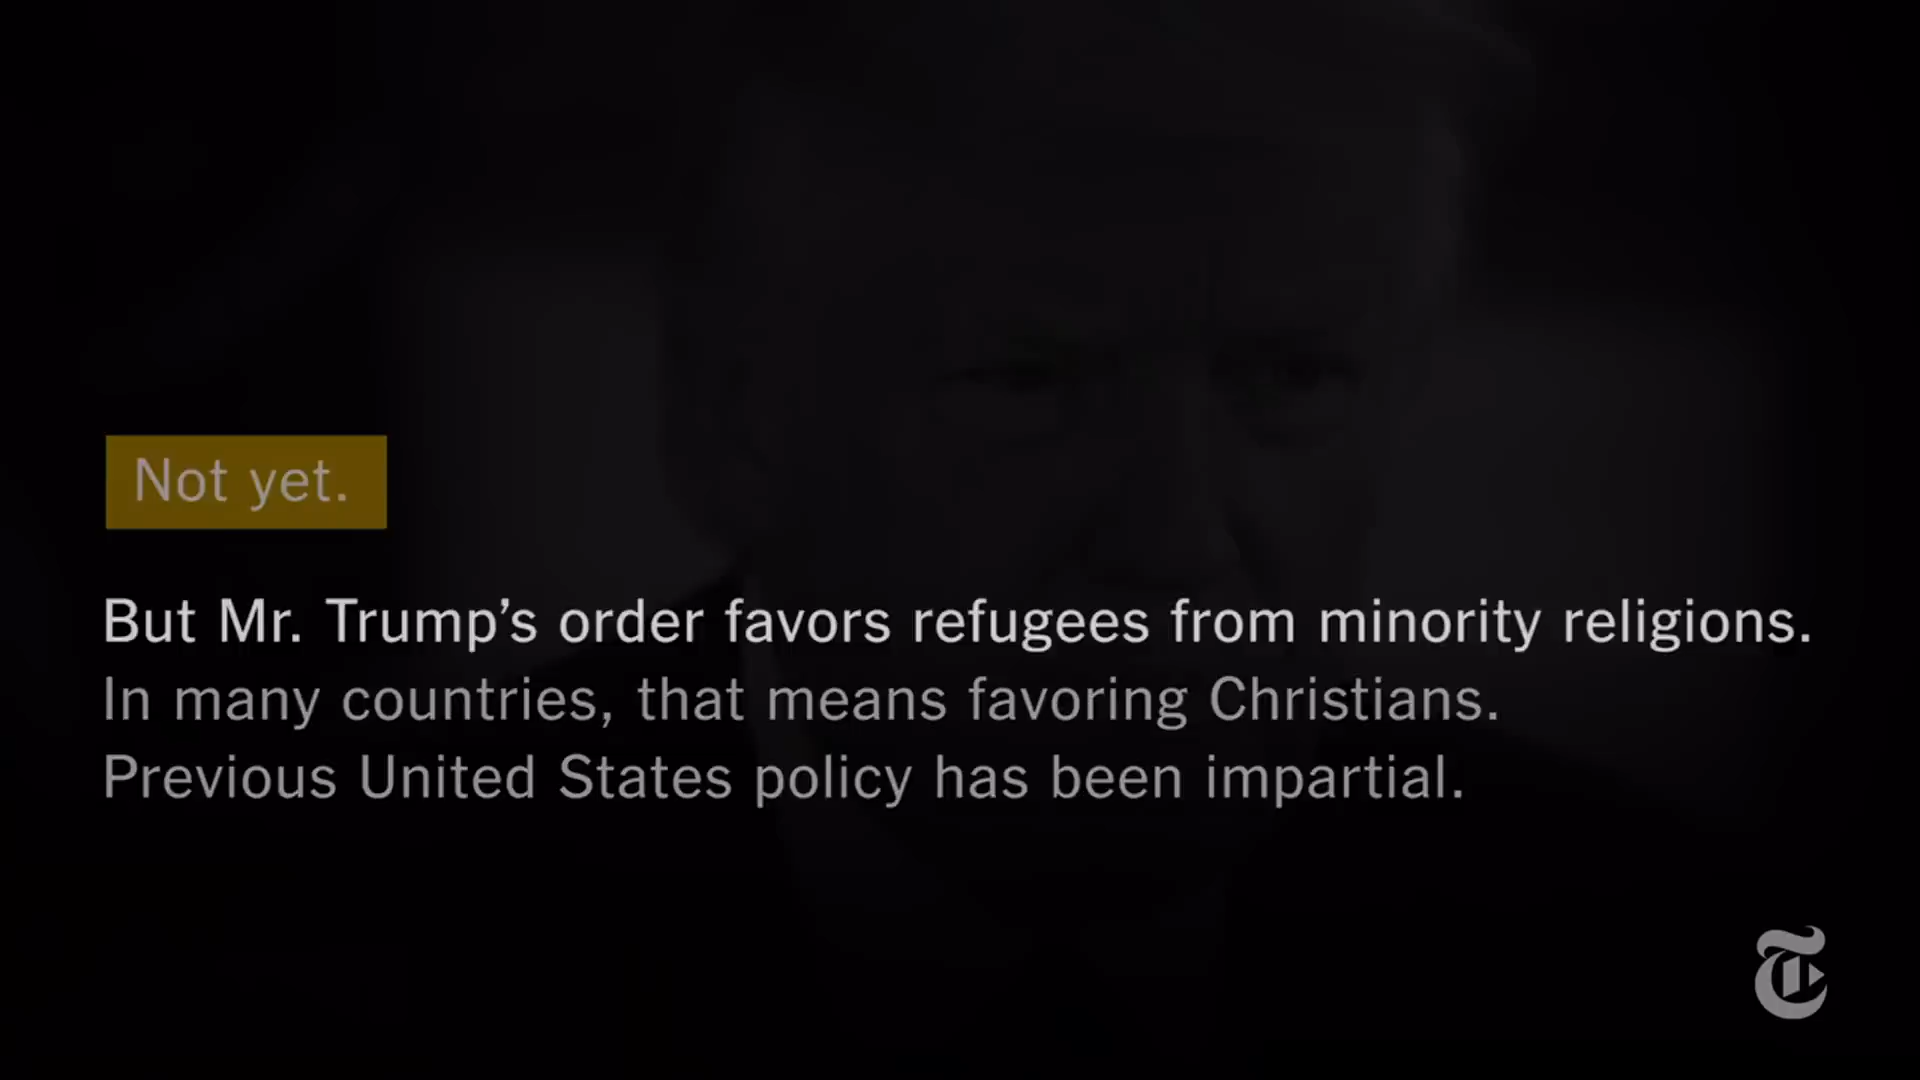 Not yet.
But Mr. Trump’s order favors refugees from minority religions.
In many countries, that means favoring Christians.
Previous United States policy has been impartial.
T